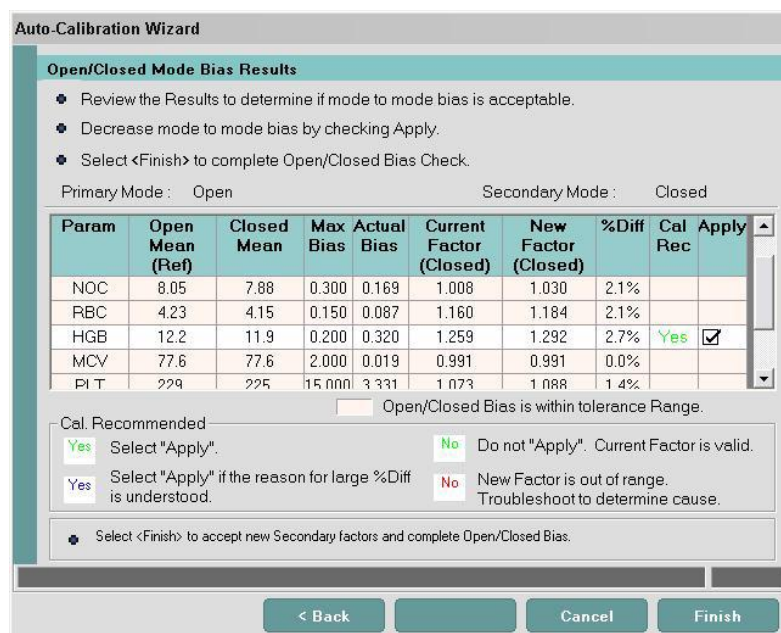 Auto-Calibration Wizard
Open/Closed Mode Bias Results
Review the Results to determine if mode to mode bias is acceptable.
Decrease mode to mode bias by checking Apply.
Select <Finish> to complete Open/Closed Bias Check.
Primary Mode : Open Secondary Mode : Closed
Param Open Mean (Ref) Closed Mean Max Bias Actual Bias Current Factor (Closed) New Factor (Closed) %Diff Cal Rec Apply
NOC 8.05 7.88 0.300 0.169 1.008 1.030 2.1%
RBC 4.23 4.15 0.150 0.087 1.160 1.184 2.1%
HGB 12.2 11.9 0.200 0.320 1.259 1.292 2.7% Yes
MCV 77.6 77.6 2.000 0.019 0.991 0.991 0.0%
PLT 229 225 15.000 3.331 1.073 1.088 1.4%
Open/Closed Bias is within tolerance Range.
Cal. Recommended
Yes Select "Apply".
No Do not "Apply". Current Factor is valid.
Yes Select "Apply" if the reason for large %Diff is understood.
No New Factor is out of range. Troubleshoot to determine cause.
Select <Finish> to accept new Secondary factors and complete Open/Closed Bias.
< Back Cancel Finish